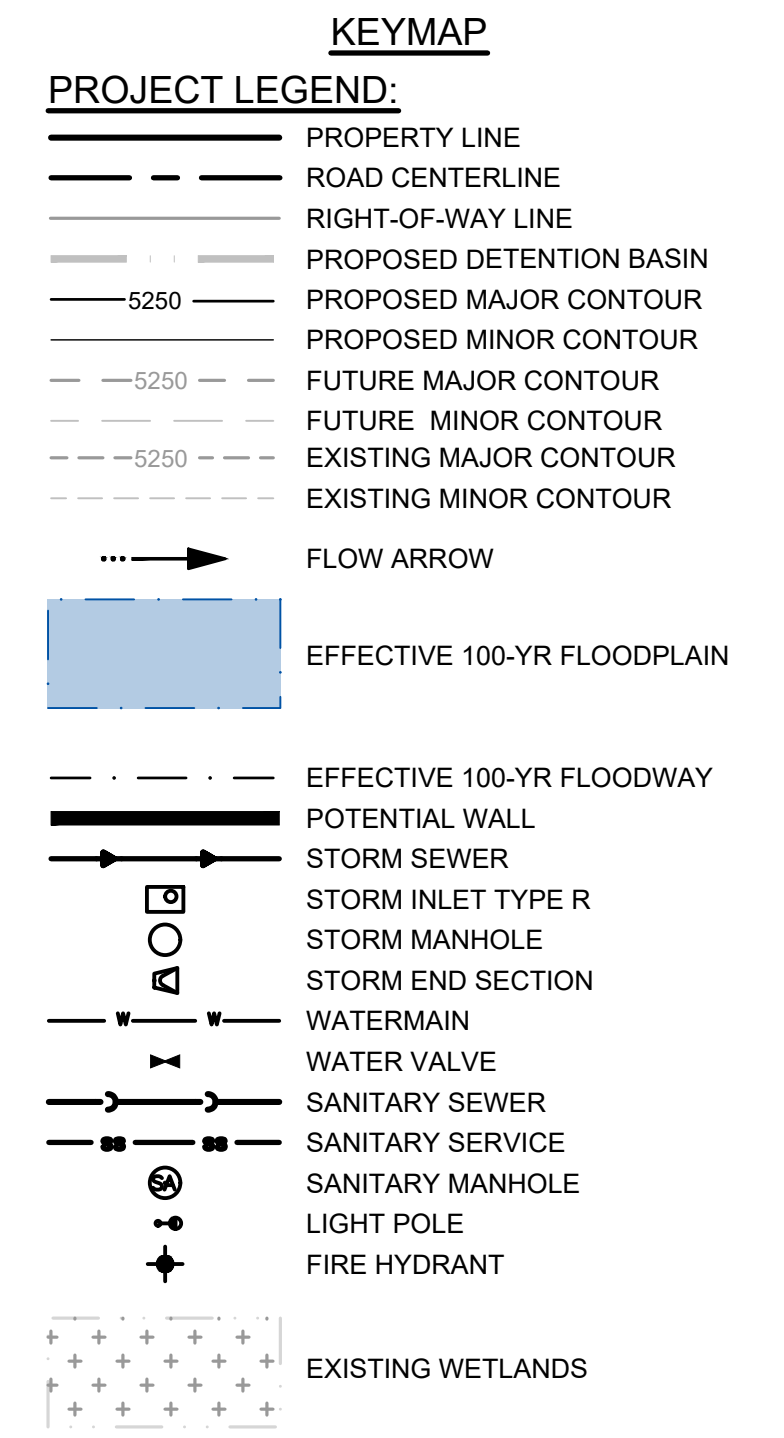 KEYMAP
PROJECT LEGEND:
PROPERTY LINE
ROAD CENTERLINE
RIGHT-OF-WAY LINE
PROPOSED DETENTION BASIN
5250 PROPOSED MAJOR CONTOUR
PROPOSED MINOR CONTOUR
5250 FUTURE MAJOR CONTOUR
FUTURE MINOR CONTOUR
5250 EXISTING MAJOR CONTOUR
EXISTING MINOR CONTOUR
FLOW ARROW
EFFECTIVE 100-YR FLOODPLAIN
EFFECTIVE 100-YR FLOODWAY
POTENTIAL WALL
STORM SEWER
STORM INLET TYPE R
STORM MANHOLE
STORM END SECTION
W W WATERMAIN
WATER VALVE
SANITARY SEWER
SS SS SANITARY SERVICE
SA SANITARY MANHOLE
LIGHT POLE
FIRE HYDRANT
EXISTING WETLANDS